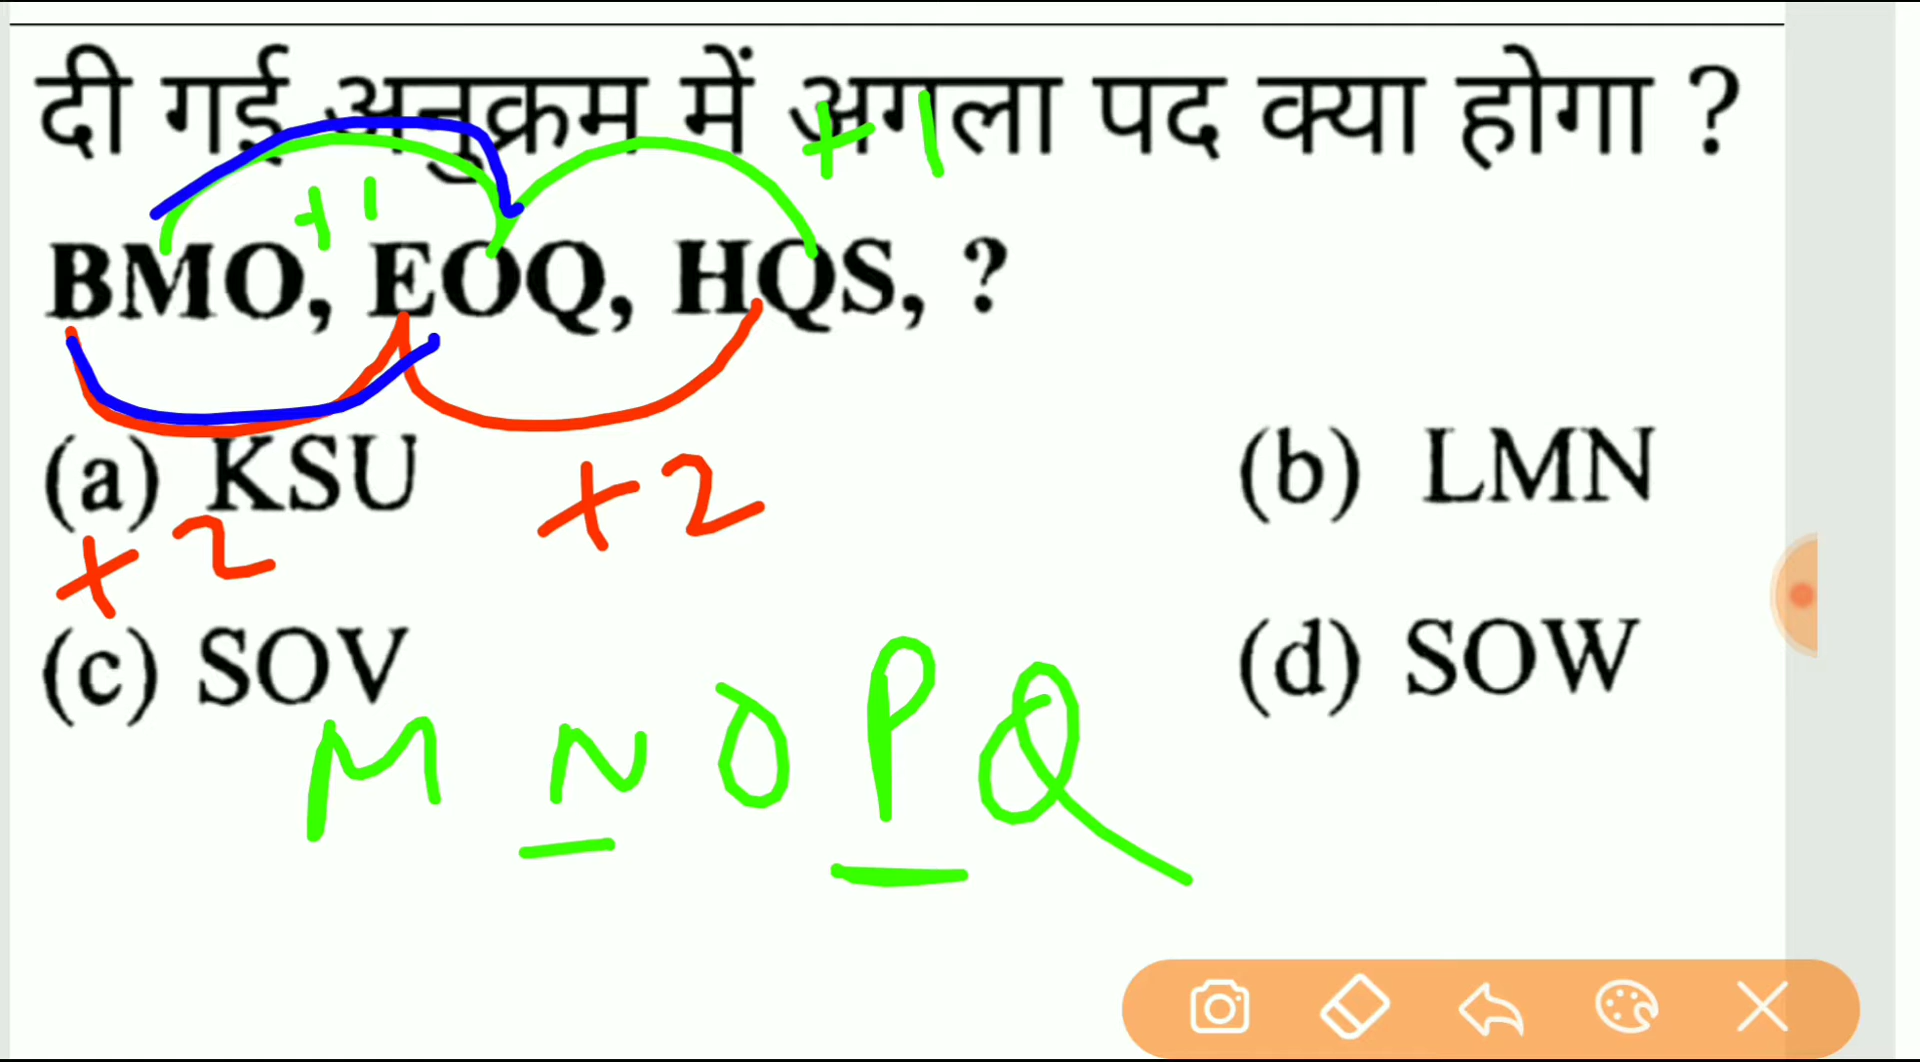 दी गई अनुक्रम में अगला पद क्या होगा ?
+1 +1
BMO, EOQ, HQS, ?
(a) KSU (b) LMN
+2 +2
(c) SOV (d) SOW
M N O P Q